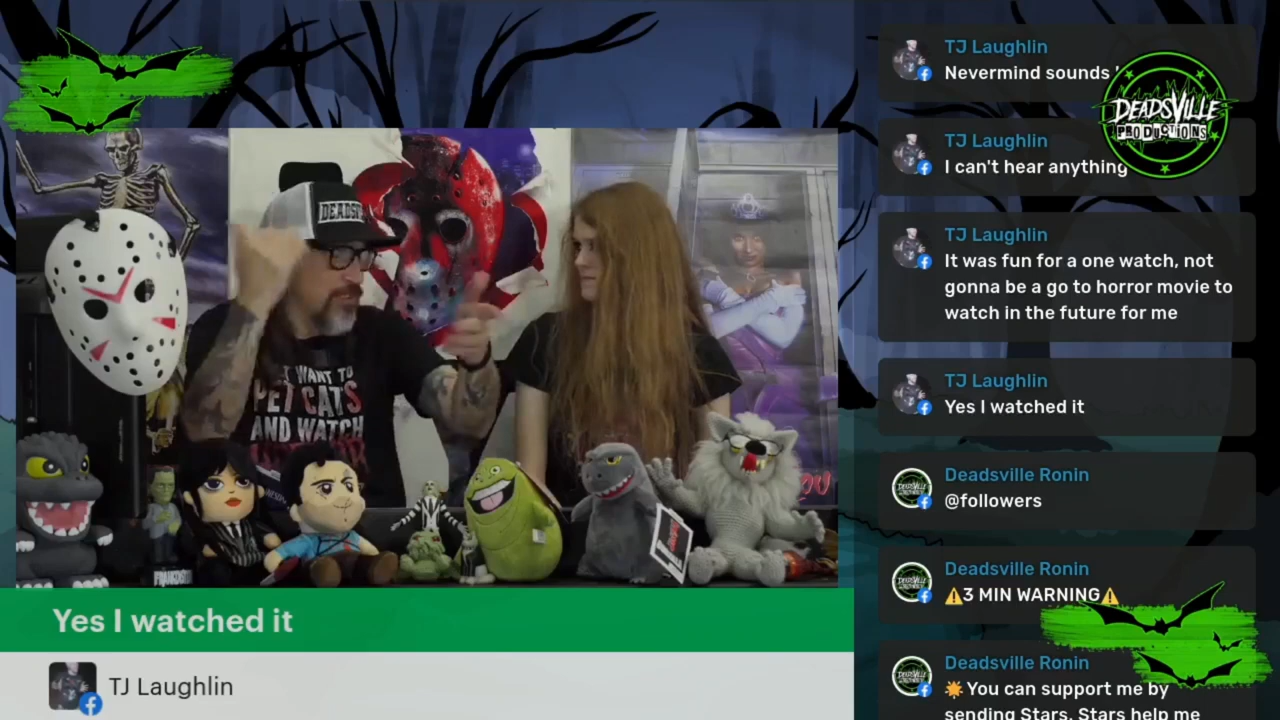 TJ Laughlin
Nevermind sounds
DEADSVILLE
PRODUCTIONS
TJ Laughlin
I can't hear anything
TJ Laughlin
It was fun for a one watch, not
gonna be a go to horror movie to
watch in the future for me
TJ Laughlin
Yes I watched it
Deadsville Ronin
@followers
Deadsville Ronin
⚠️3 MIN WARNING⚠️
Deadsville Ronin
🌟You can support me by
sending Stars. Stars help me
I WANT TO
PET CATS
AND WATCH
HORROR
Yes I watched it
TJ Laughlin